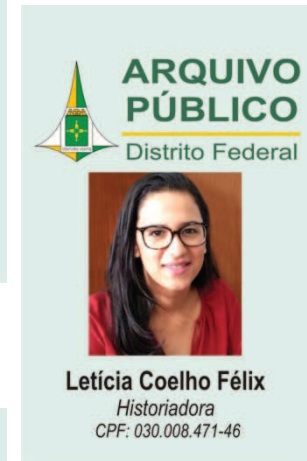 ARQUIVO
PÚBLICO
Distrito Federal
Letícia Coelho Félix
Historiadora
CPF: 030.008.471-46